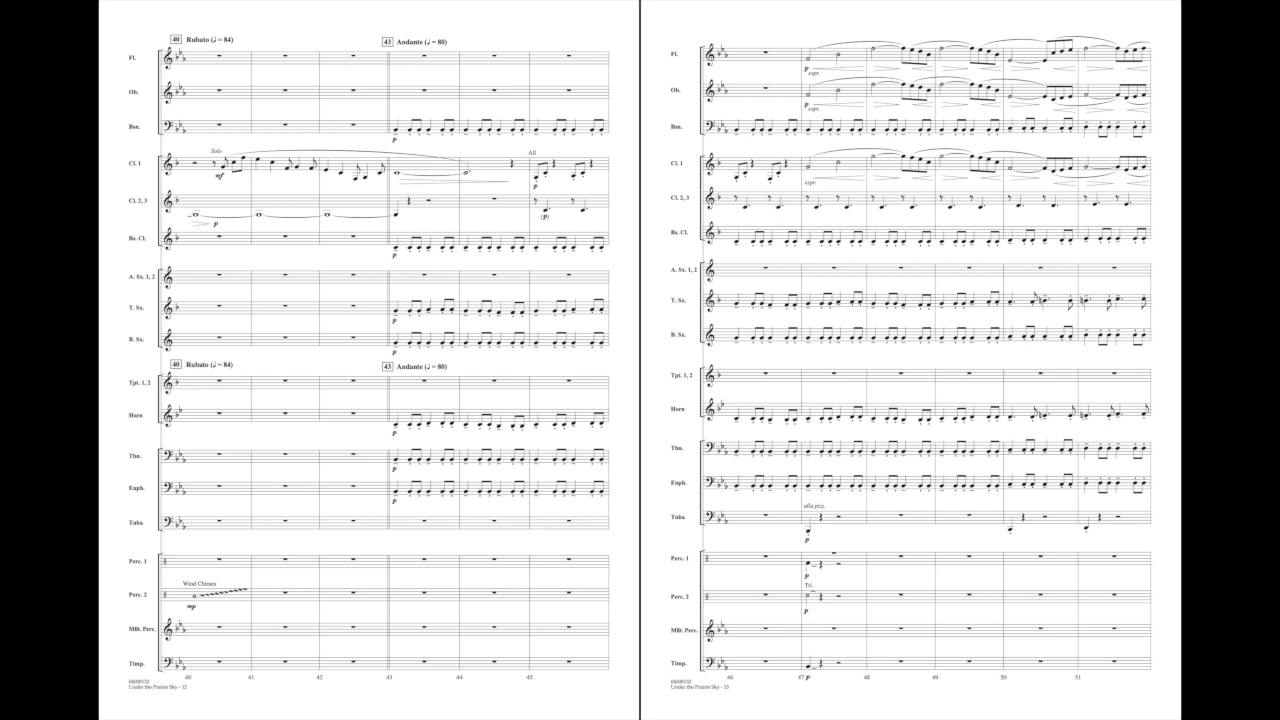 40 Rubato (♩ = 84)
43 Andante (♩ = 80)
Fl.
Ob.
Bsn.
p
Solo
All
Cl. 1
mf
p
Cl. 2, 3
p
(p)
Bs. Cl.
p
A. Sx. 1, 2
T. Sx.
p
B. Sx.
p
40 Rubato (♩ = 84)
43 Andante (♩ = 80)
Tpt. 1, 2
Horn
p
Tbn.
p
Euph.
p
Tuba
Perc. 1
Wind Chimes
Perc. 2
mp
Mlt. Perc.
Timp.
40 41 42 43 44 45
Under the Prairie Sky - 12
Fl.
p
expr.
Ob.
p
expr.
Bsn.
Cl. 1
expr.
Cl. 2, 3
Bs. Cl.
A. Sx. 1, 2
T. Sx.
B. Sx.
Tpt. 1, 2
Horn
Tbn.
Euph.
alla pizz.
Tuba
p
Perc. 1
p
Tri.
Perc. 2
p
Mlt. Perc.
Timp.
46 47 p 48 49 50 51
Under the Prairie Sky - 13